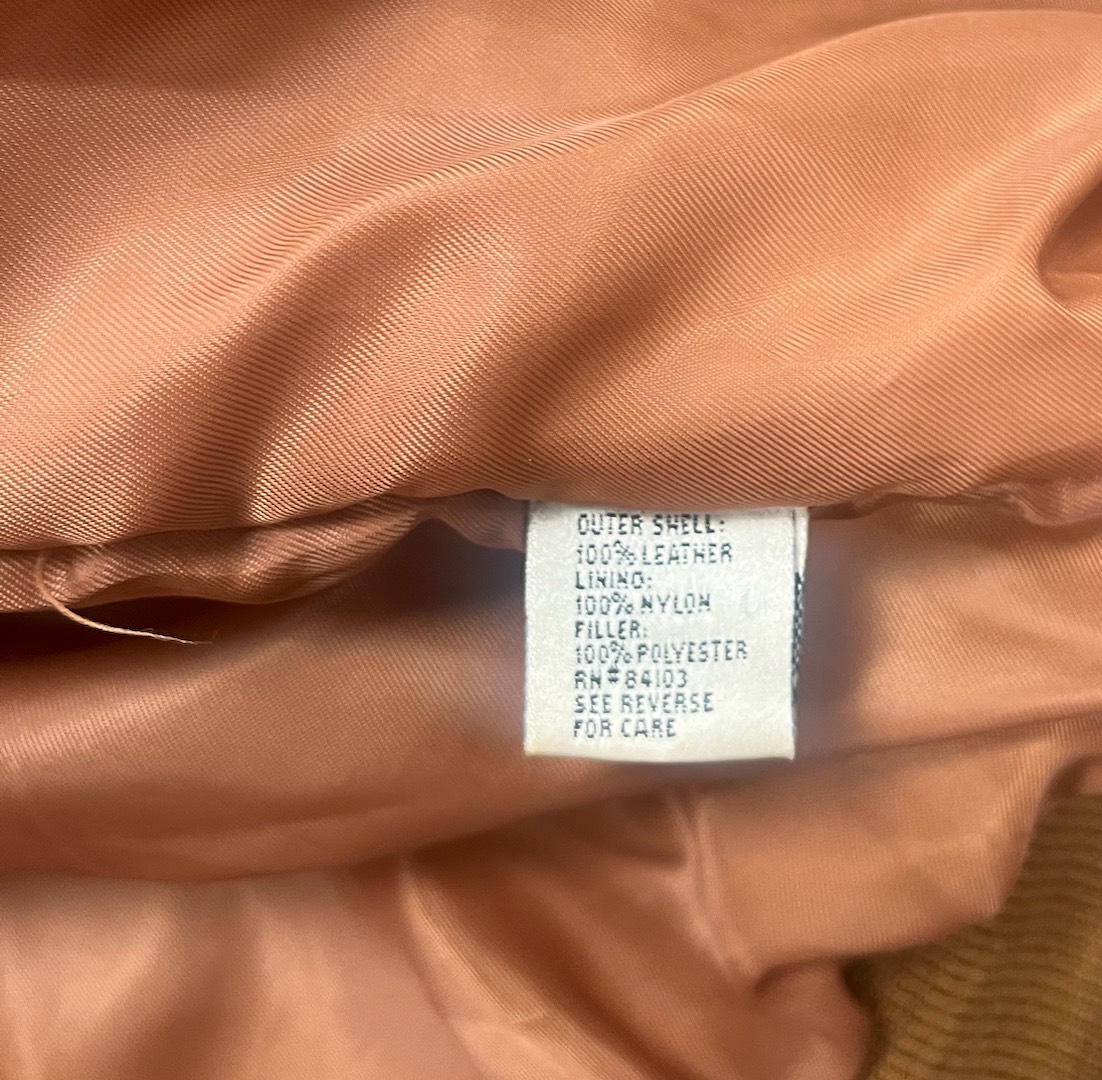 OUTER SHELL:
100% LEATHER
LINING:
100% NYLON
FILLER:
100% POLYESTER
RN# 84103
SEE REVERSE
FOR CARE